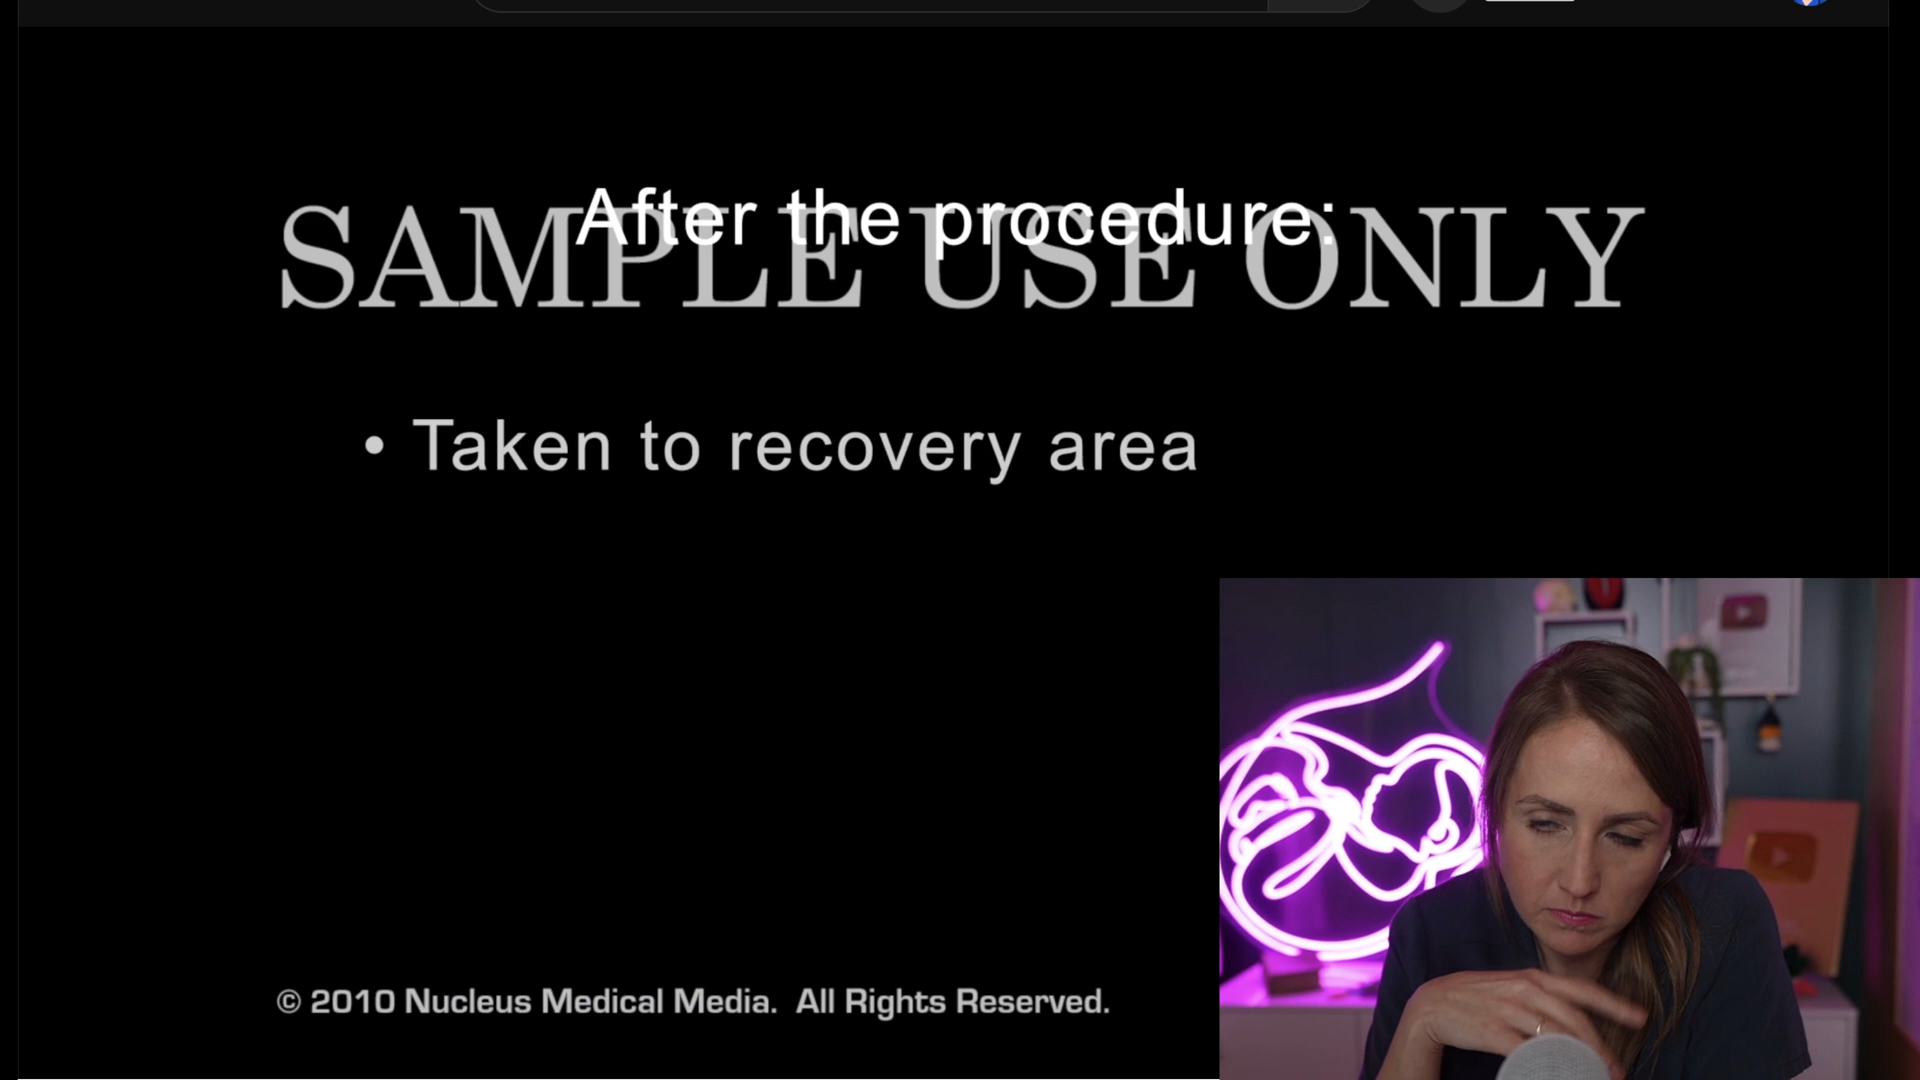 After the procedure:
SAMPLE USE ONLY
• Taken to recovery area
© 2010 Nucleus Medical Media. All Rights Reserved.